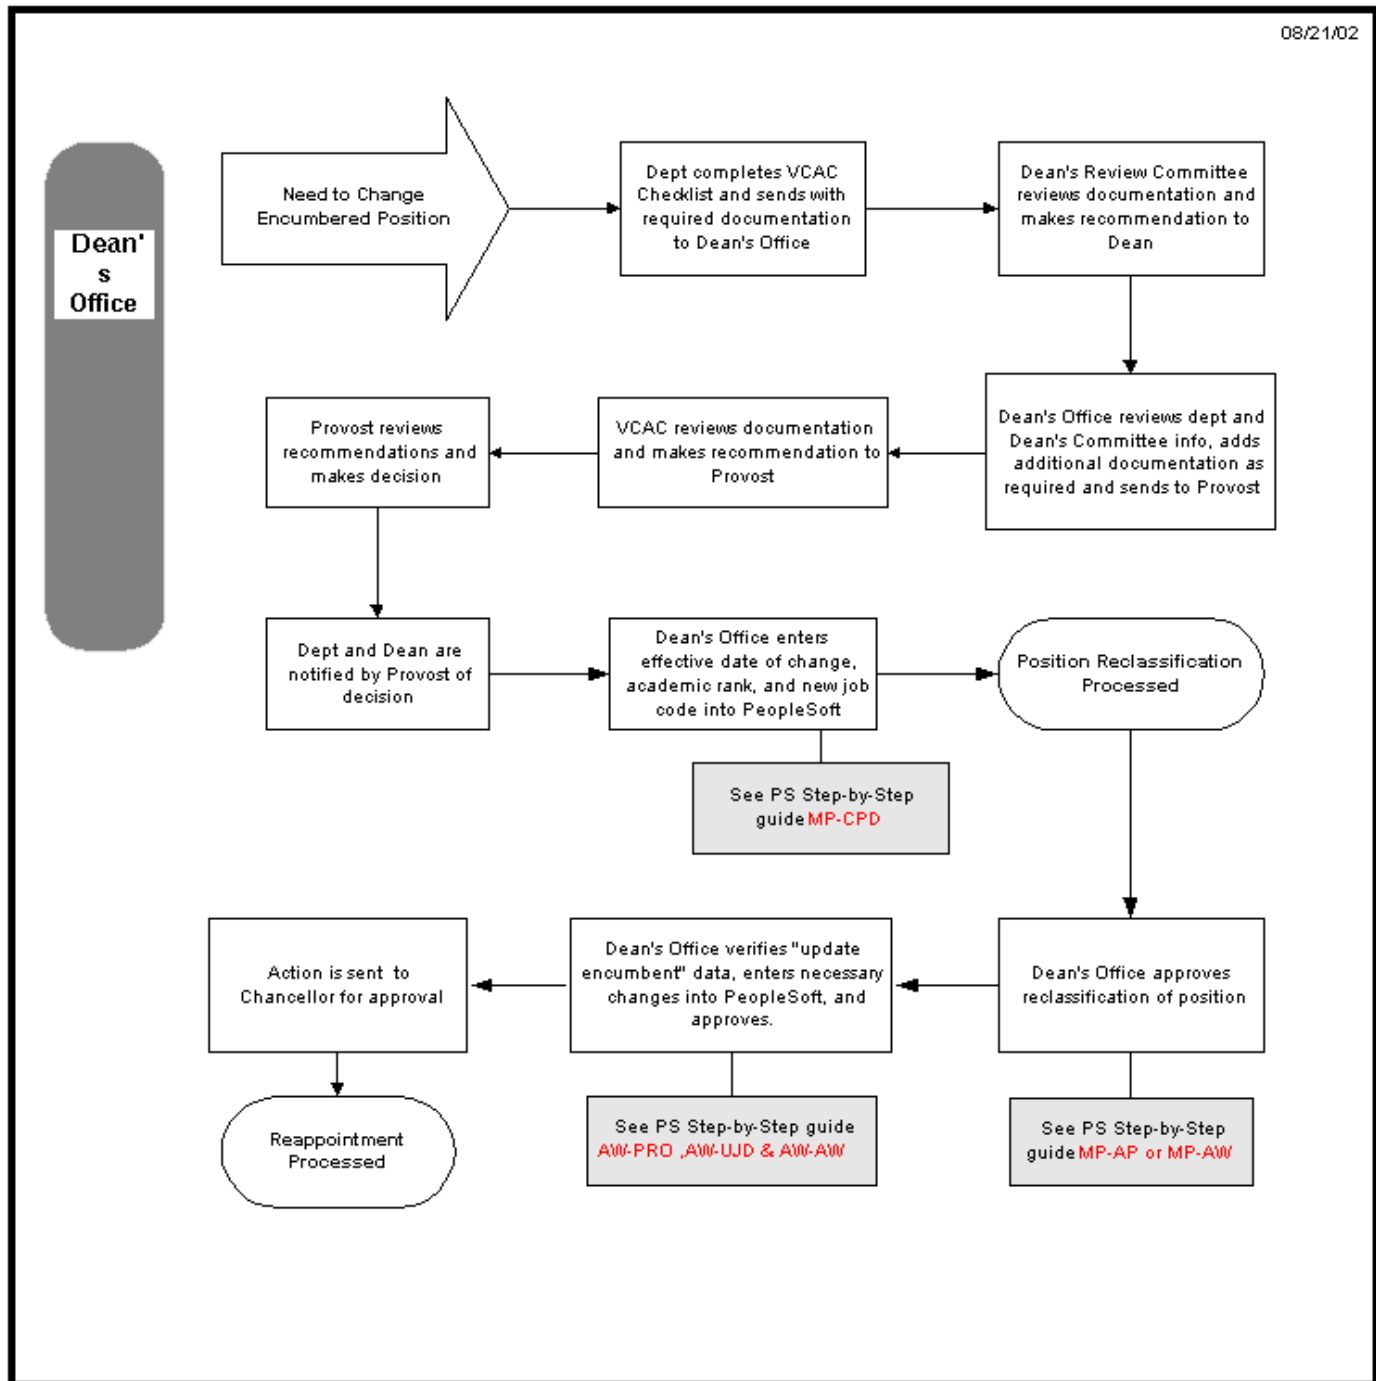 08/21/02
Dean'
s
Office
Need to Change
Encumbered Position
Dept completes VCAC
Checklist and sends with
required documentation
to Dean's Office
Dean's Review Committee
reviews documentation and
makes recommendation to
Dean
Dean's Office reviews dept and
Dean's Committee info, adds
additional documentation as
required and sends to Provost
VCAC reviews documentation
and makes recommendation to
Provost
Provost reviews
recommendations and
makes decision
Dept and Dean are
notified by Provost of
decision
Dean's Office enters
effective date of change,
academic rank, and new job
code into PeopleSoft
See PS Step-by-Step
guide MP-CPD
Position Reclassification
Processed
Dean's Office approves
reclassification of position
See PS Step-by-Step
guide MP-AP or MP-AW
Dean's Office verifies "update
encumbent" data, enters necessary
changes into PeopleSoft, and
approves.
See PS Step-by-Step guide
AW-PRO ,AW-UJD & AW-AW
Action is sent to
Chancellor for approval
Reappointment
Processed